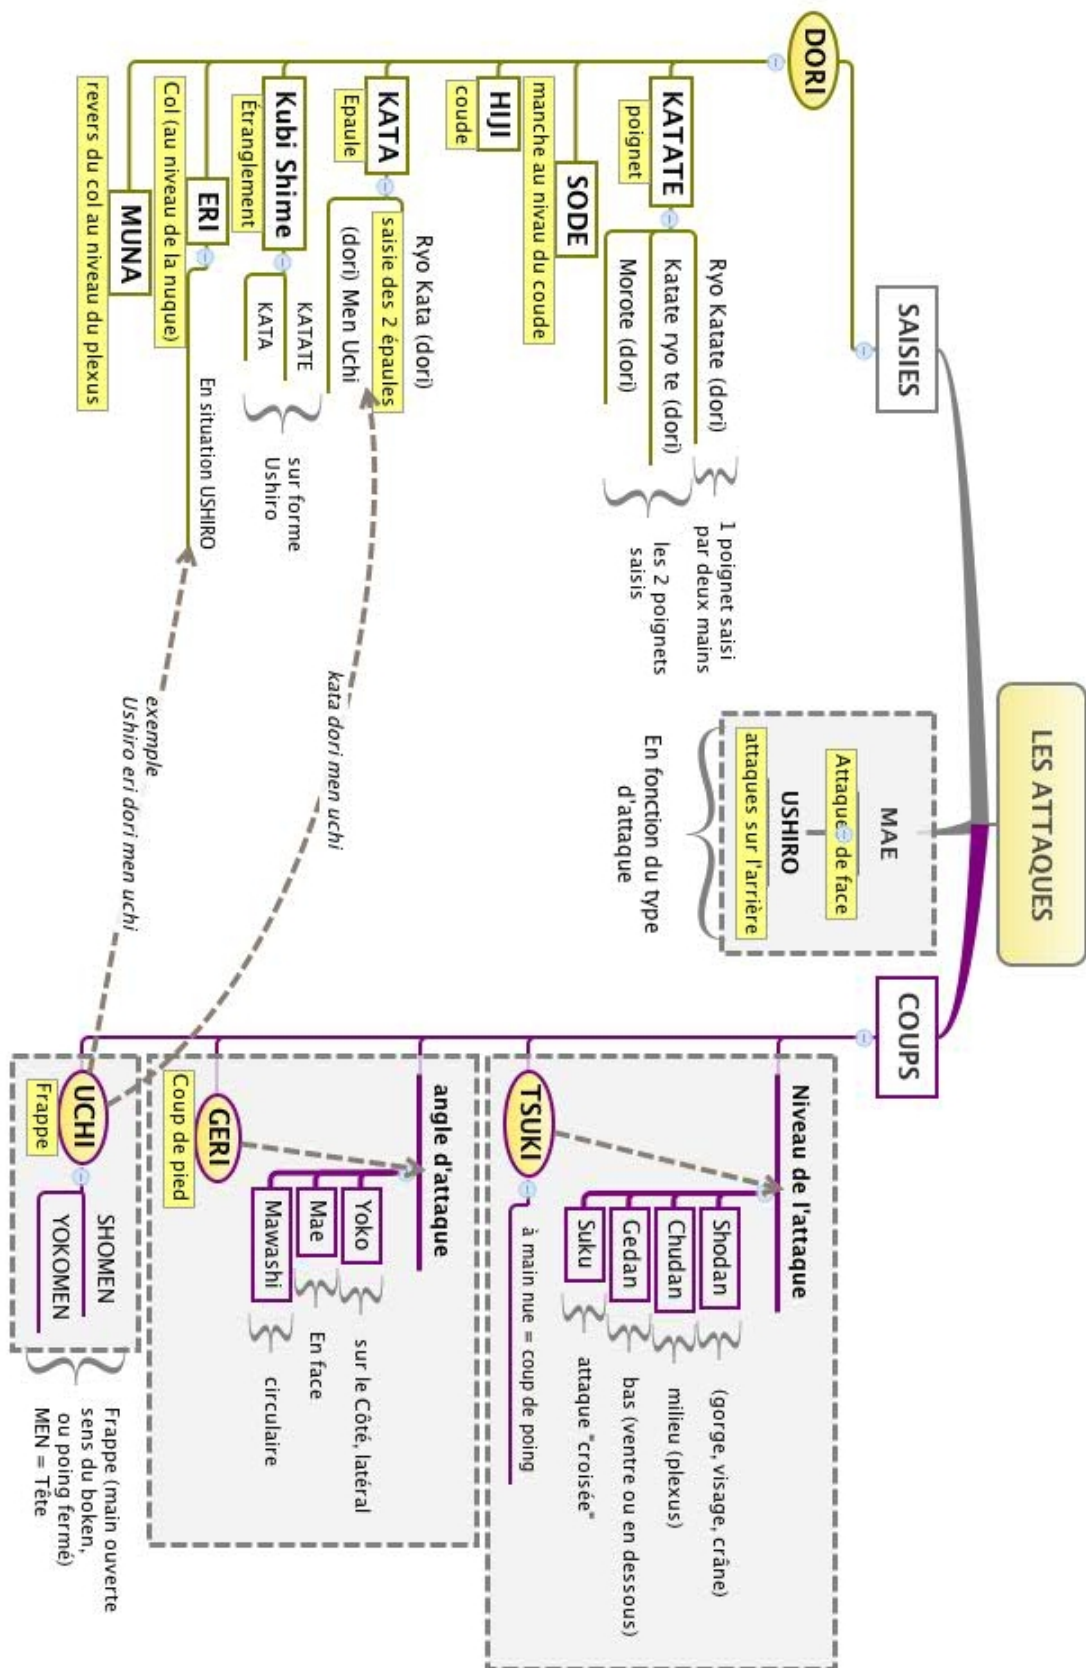 LES ATTAQUES
SAISIES
DORI
KATATE
poignet
Ryo Katate (dori)
1 poignet saisi
par deux mains
Katate ryo te (dori)
Morote (dori)
les 2 poignets
saisis
SODE
manche au nivau du coude
HIJI
coude
KATA
Epaule
Ryo Kata (dori)
saisie des 2 épaules
(dori) Men Uchi
Kubi Shime
Étranglement
KATATE
KATA
sur forme
Ushiro
ERI
Col (au niveau de la nuque)
En situation USHIRO
MUNA
revers du col au niveau du plexus
kata dori men uchi
exemple
Ushiro eri dori men uchi
MAE
Attaque de face
USHIRO
attaques sur l'arrière
En fonction du type
d'attaque
COUPS
Niveau de l'attaque
Shodan
(gorge, visage, crâne)
Chudan
milieu (plexus)
Gedan
bas (ventre ou en dessous)
Suku
attaque "croisée"
TSUKI
à main nue = coup de poing
angle d'attaque
Yoko
sur le Côté, latéral
Mae
En face
Mawashi
circulaire
GERI
Coup de pied
UCHI
Frappe
SHOMEN
YOKOMEN
Frappe (main ouverte
sens du boken,
ou poing fermé)
MEN = Tête